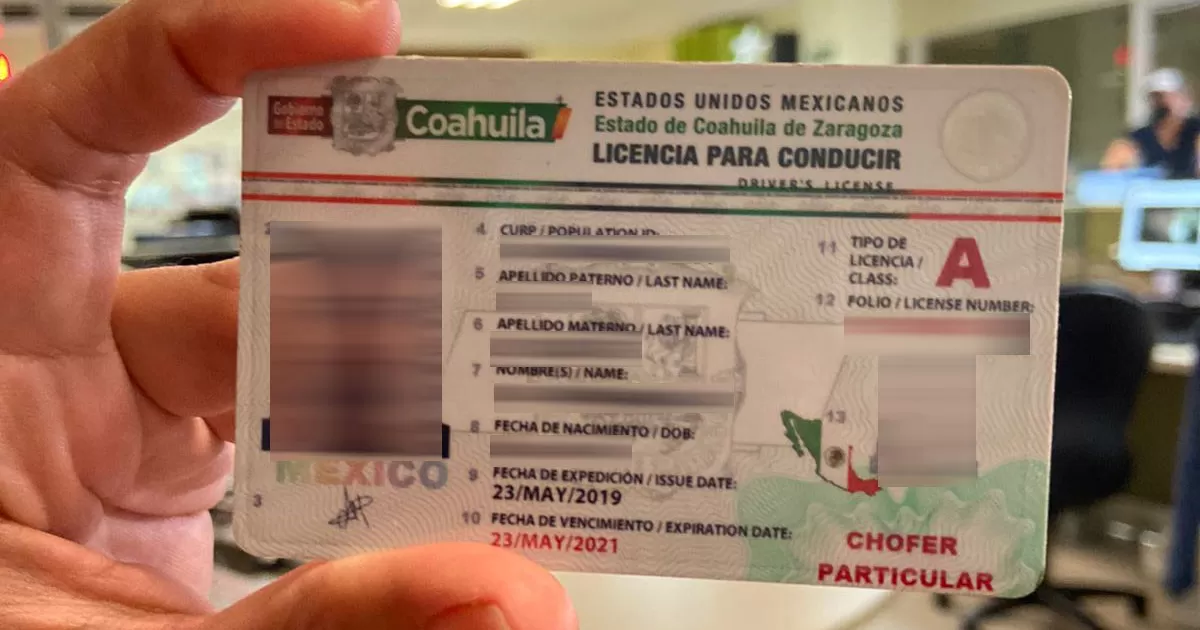 Gobierno
de Estado
Coahuila
ESTADOS UNIDOS MEXICANOS
Estado de Coahuila de Zaragoza
LICENCIA PARA CONDUCIR
DRIVER'S LICENSE
4 CURP / POPULATION ID:
5 APELLIDO PATERNO / LAST NAME:
6 APELLIDO MATERNO / LAST NAME:
7 NOMBRE(S) / NAME:
8 FECHA DE NACIMIENTO / DOB:
9 FECHA DE EXPEDICIÓN / ISSUE DATE:
23/MAY/2019
10 FECHA DE VENCIMIENTO / EXPIRATION DATE:
23/MAY/2021
11 TIPO DE
LICENCIA /
CLASS:
A
12 FOLIO / LICENSE NUMBER:
13
MEXICO
3
CHOFER
PARTICULAR